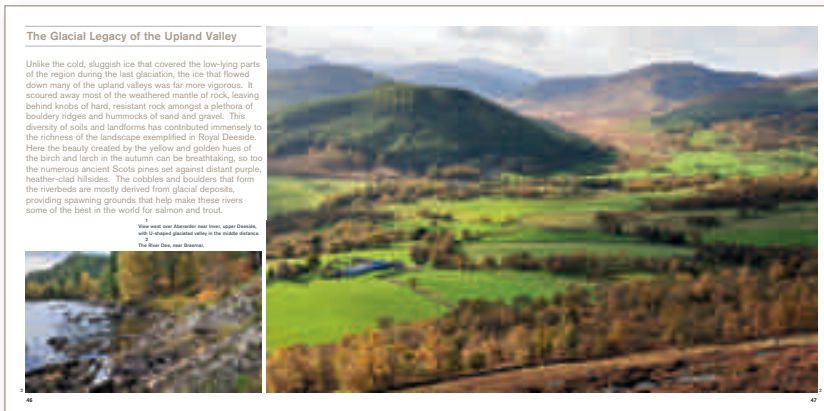 The Glacial Legacy of the Upland Valley
Unlike the cold, sluggish ice that covered the low-lying parts
of the region during the last glaciation, the ice that flowed
down many of the upland valleys was far more vigorous. It
scoured away most of the weathered mantle of rock, leaving
behind knobs of hard, resistant rock amongst a plethora of
bouldery ridges and hummocks of sand and gravel. This
diversity of soils and landforms has contributed immensely to
the richness of the landscape exemplified in Royal Deeside.
Here the beauty created by the yellow and golden hues of
the birch and larch in the autumn can be breathtaking, so too
the numerous ancient Scots pines set against distant purple,
heather-clad hillsides. The cobbles and boulders that form
the riverbeds are mostly derived from glacial deposits,
providing spawning grounds that help make these rivers
some of the best in the world for salmon and trout.
1
View west over Aberarder near Inver, upper Deeside,
with U-shaped glaciated valley in the middle distance.
2
The River Dee, near Braemar.
46
47